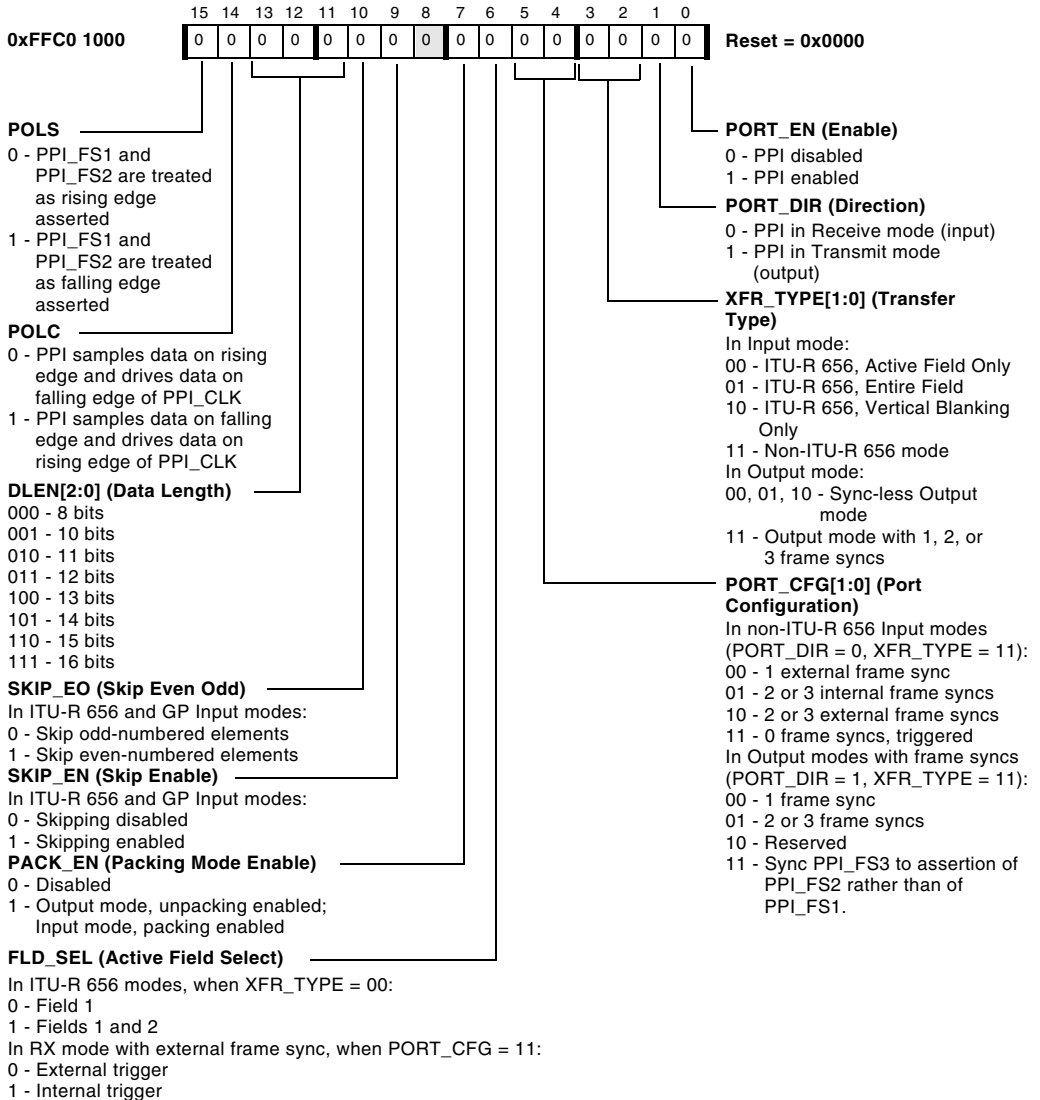 15 14 13 12 11 10 9 8 7 6 5 4 3 2 1 0
0xFFC0 1000
0 0 0 0 0 0 0 0 0 0 0 0 0 0 0 0
Reset = 0x0000
POLS
0 - PPI_FS1 and
PPI_FS2 are treated
as rising edge
asserted
1 - PPI_FS1 and
PPI_FS2 are treated
as falling edge
asserted
POLC
0 - PPI samples data on rising
edge and drives data on
falling edge of PPI_CLK
1 - PPI samples data on falling
edge and drives data on
rising edge of PPI_CLK
DLEN[2:0] (Data Length)
000 - 8 bits
001 - 10 bits
010 - 11 bits
011 - 12 bits
100 - 13 bits
101 - 14 bits
110 - 15 bits
111 - 16 bits
SKIP_EO (Skip Even Odd)
In ITU-R 656 and GP Input modes:
0 - Skip odd-numbered elements
1 - Skip even-numbered elements
SKIP_EN (Skip Enable)
In ITU-R 656 and GP Input modes:
0 - Skipping disabled
1 - Skipping enabled
PACK_EN (Packing Mode Enable)
0 - Disabled
1 - Output mode, unpacking enabled;
Input mode, packing enabled
FLD_SEL (Active Field Select)
In ITU-R 656 modes, when XFR_TYPE = 00:
0 - Field 1
1 - Fields 1 and 2
In RX mode with external frame sync, when PORT_CFG = 11:
0 - External trigger
1 - Internal trigger
PORT_EN (Enable)
0 - PPI disabled
1 - PPI enabled
PORT_DIR (Direction)
0 - PPI in Receive mode (input)
1 - PPI in Transmit mode
(output)
XFR_TYPE[1:0] (Transfer
Type)
In Input mode:
00 - ITU-R 656, Active Field Only
01 - ITU-R 656, Entire Field
10 - ITU-R 656, Vertical Blanking
Only
11 - Non-ITU-R 656 mode
In Output mode:
00, 01, 10 - Sync-less Output
mode
11 - Output mode with 1, 2, or
3 frame syncs
PORT_CFG[1:0] (Port
Configuration)
In non-ITU-R 656 Input modes
(PORT_DIR = 0, XFR_TYPE = 11):
00 - 1 external frame sync
01 - 2 or 3 internal frame syncs
10 - 2 or 3 external frame syncs
11 - 0 frame syncs, triggered
In Output modes with frame syncs
(PORT_DIR = 1, XFR_TYPE = 11):
00 - 1 frame sync
01 - 2 or 3 frame syncs
10 - Reserved
11 - Sync PPI_FS3 to assertion of
PPI_FS2 rather than of
PPI_FS1.